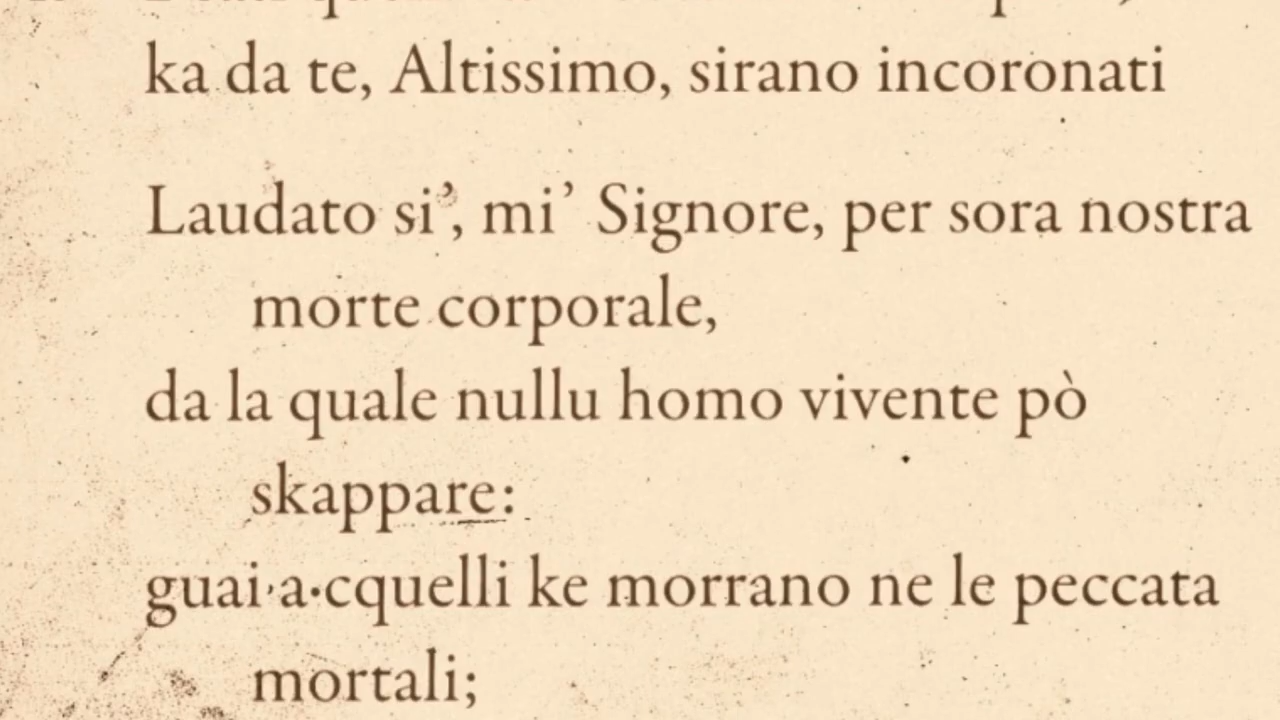 ka da te, Altissimo, sirano incoronati
Laudato si’, mi’ Signore, per sora nostra
morte corporale,
da la quale nullu homo vivente pò
skappare:
guai a·cquelli ke morrano ne le peccata
mortali;